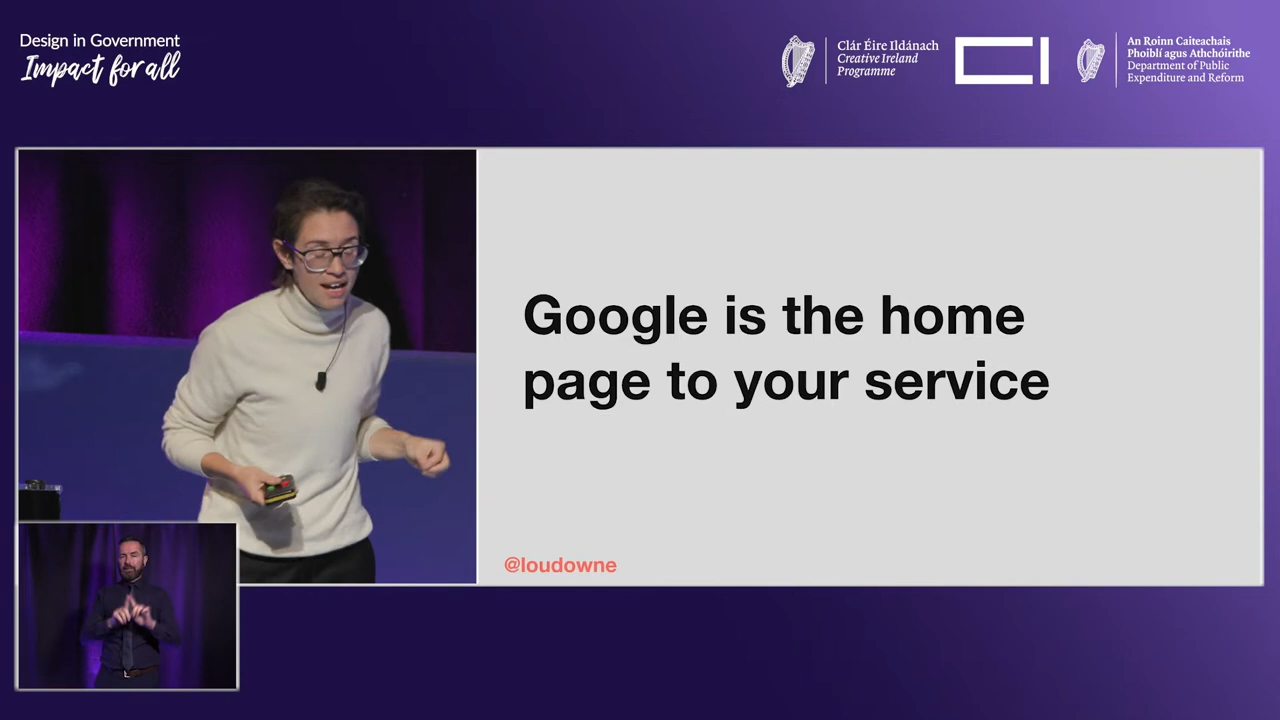 Design in Government
Impact for all
Clár Éire Ildánach
Creative Ireland
Programme
An Roinn Caiteachais
Phoiblí agus Athchóirithe
Department of Public
Expenditure and Reform
Google is the home
page to your service
@loudowne